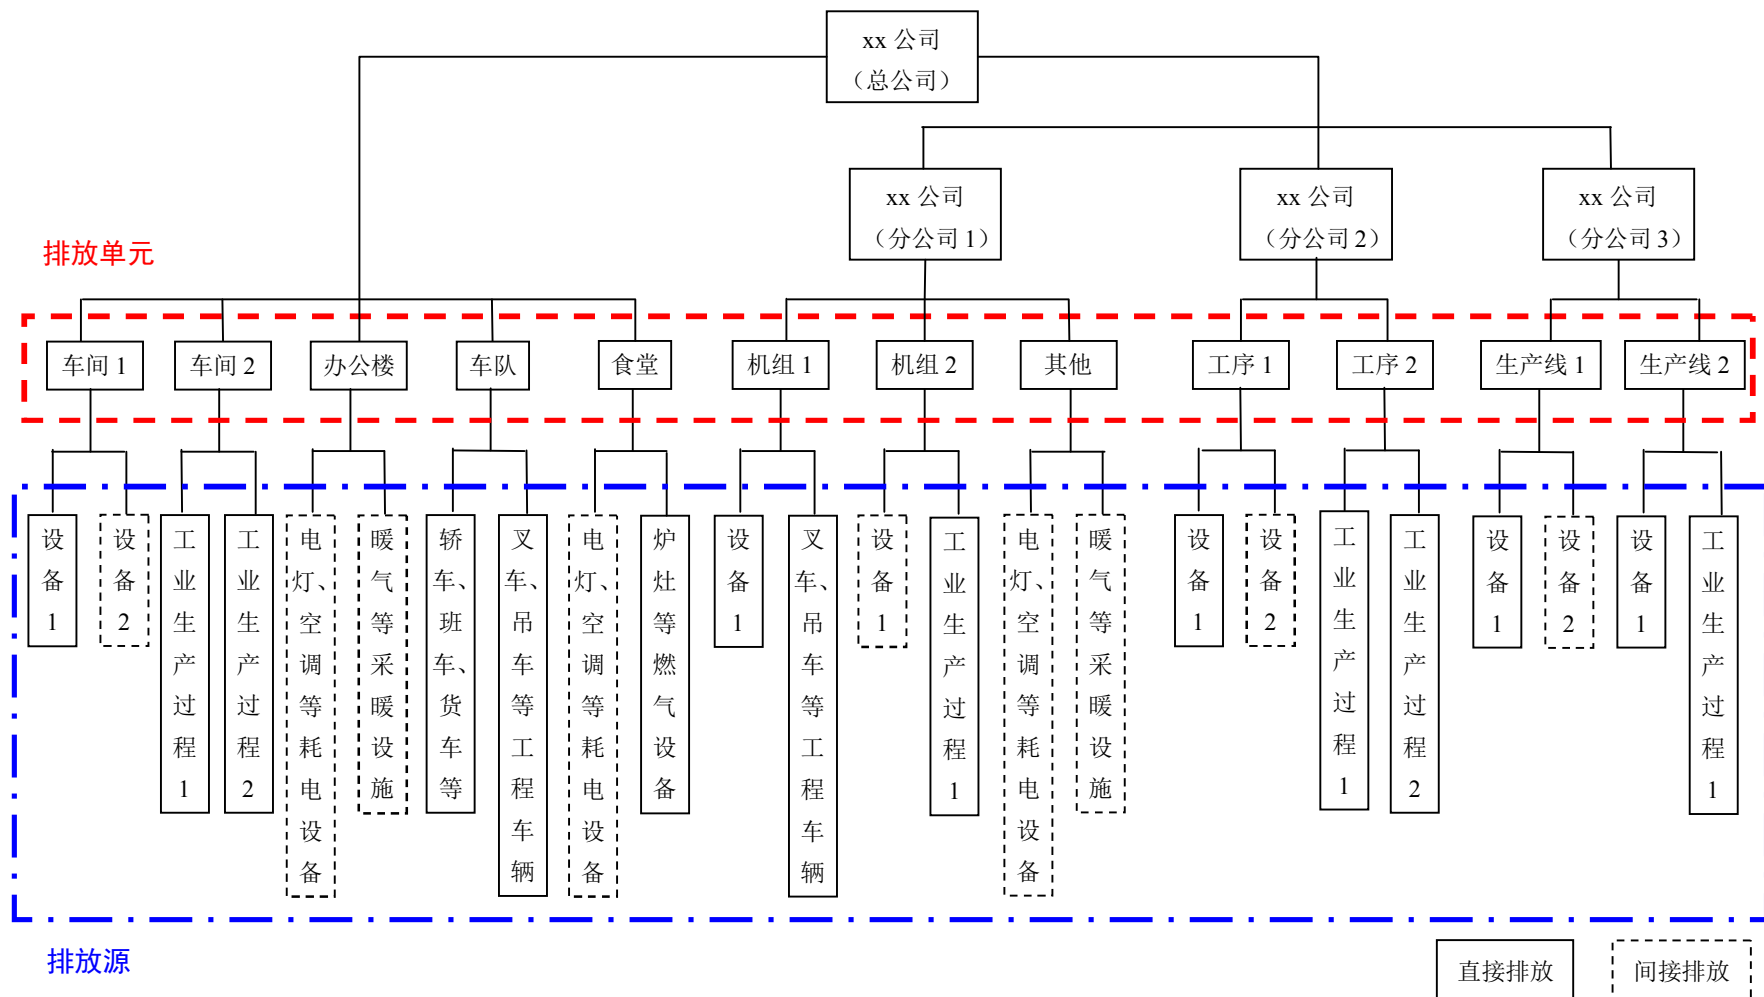 xx 公司
（总公司）
xx 公司
（分公司 1）
xx 公司
（分公司 2）
xx 公司
（分公司 3）
排放单元
车间 1
车间 2
办公楼
车队
食堂
机组 1
机组 2
其他
工序 1
工序 2
生产线 1
生产线 2
设备1
设备2
工业生产过程1
工业生产过程2
电灯、空调等耗电设备
暖气等采暖设施
轿车、班车、货车等
叉车、吊车等工程车辆
电灯、空调等耗电设备
炉灶等燃气设备
设备1
叉车、吊车等工程车辆
设备1
工业生产过程1
电灯、空调等耗电设备
暖气等采暖设施
设备1
设备2
工业生产过程1
工业生产过程2
设备1
设备2
设备1
工业生产过程1
排放源
直接排放
间接排放